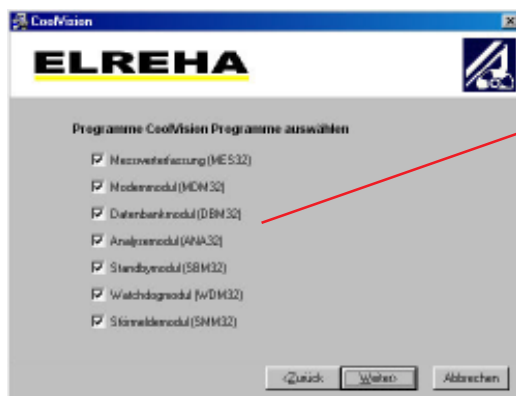 CoolVision
ELREHA
Programme CoolVision Programme auswählen
Messwerterfassung (MES32)
Modemmodul (MDM32)
Datenbankmodul (DBM32)
Analysemodul (ANA32)
Standbymodul (SBM32)
Watchdogmodul (WDM32)
Störmeldemodul (SMM32)
<Zurück Weiter> Abbrechen